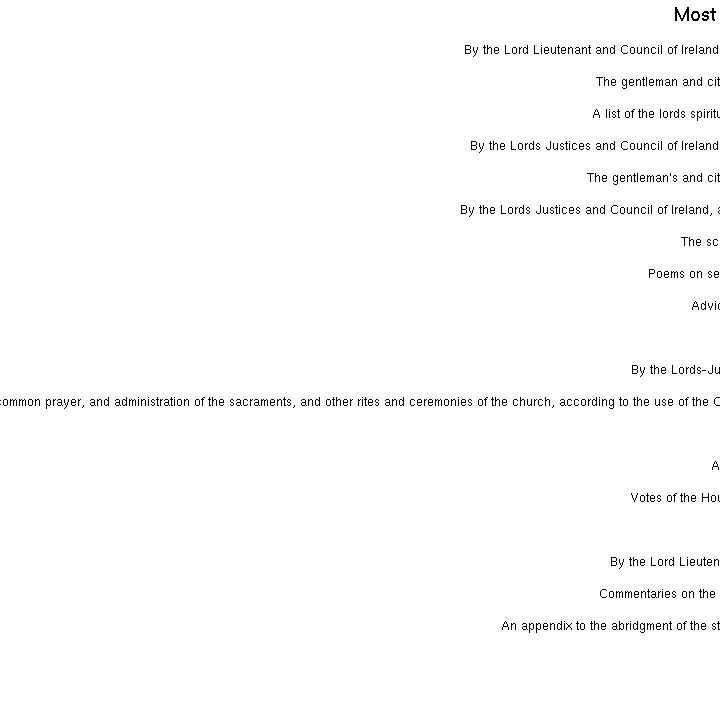 Most
By the Lord Lieutenant and Council of Ireland
The gentleman and cit
A list of the lords spiritu
By the Lords Justices and Council of Ireland
The gentleman's and cit
By the Lords Justices and Council of Ireland, a
The sc
Poems on se
Advic
By the Lords-Ju
common prayer, and administration of the sacraments, and other rites and ceremonies of the church, according to the use of the C
A
Votes of the Hou
By the Lord Lieuten
Commentaries on the
An appendix to the abridgment of the st